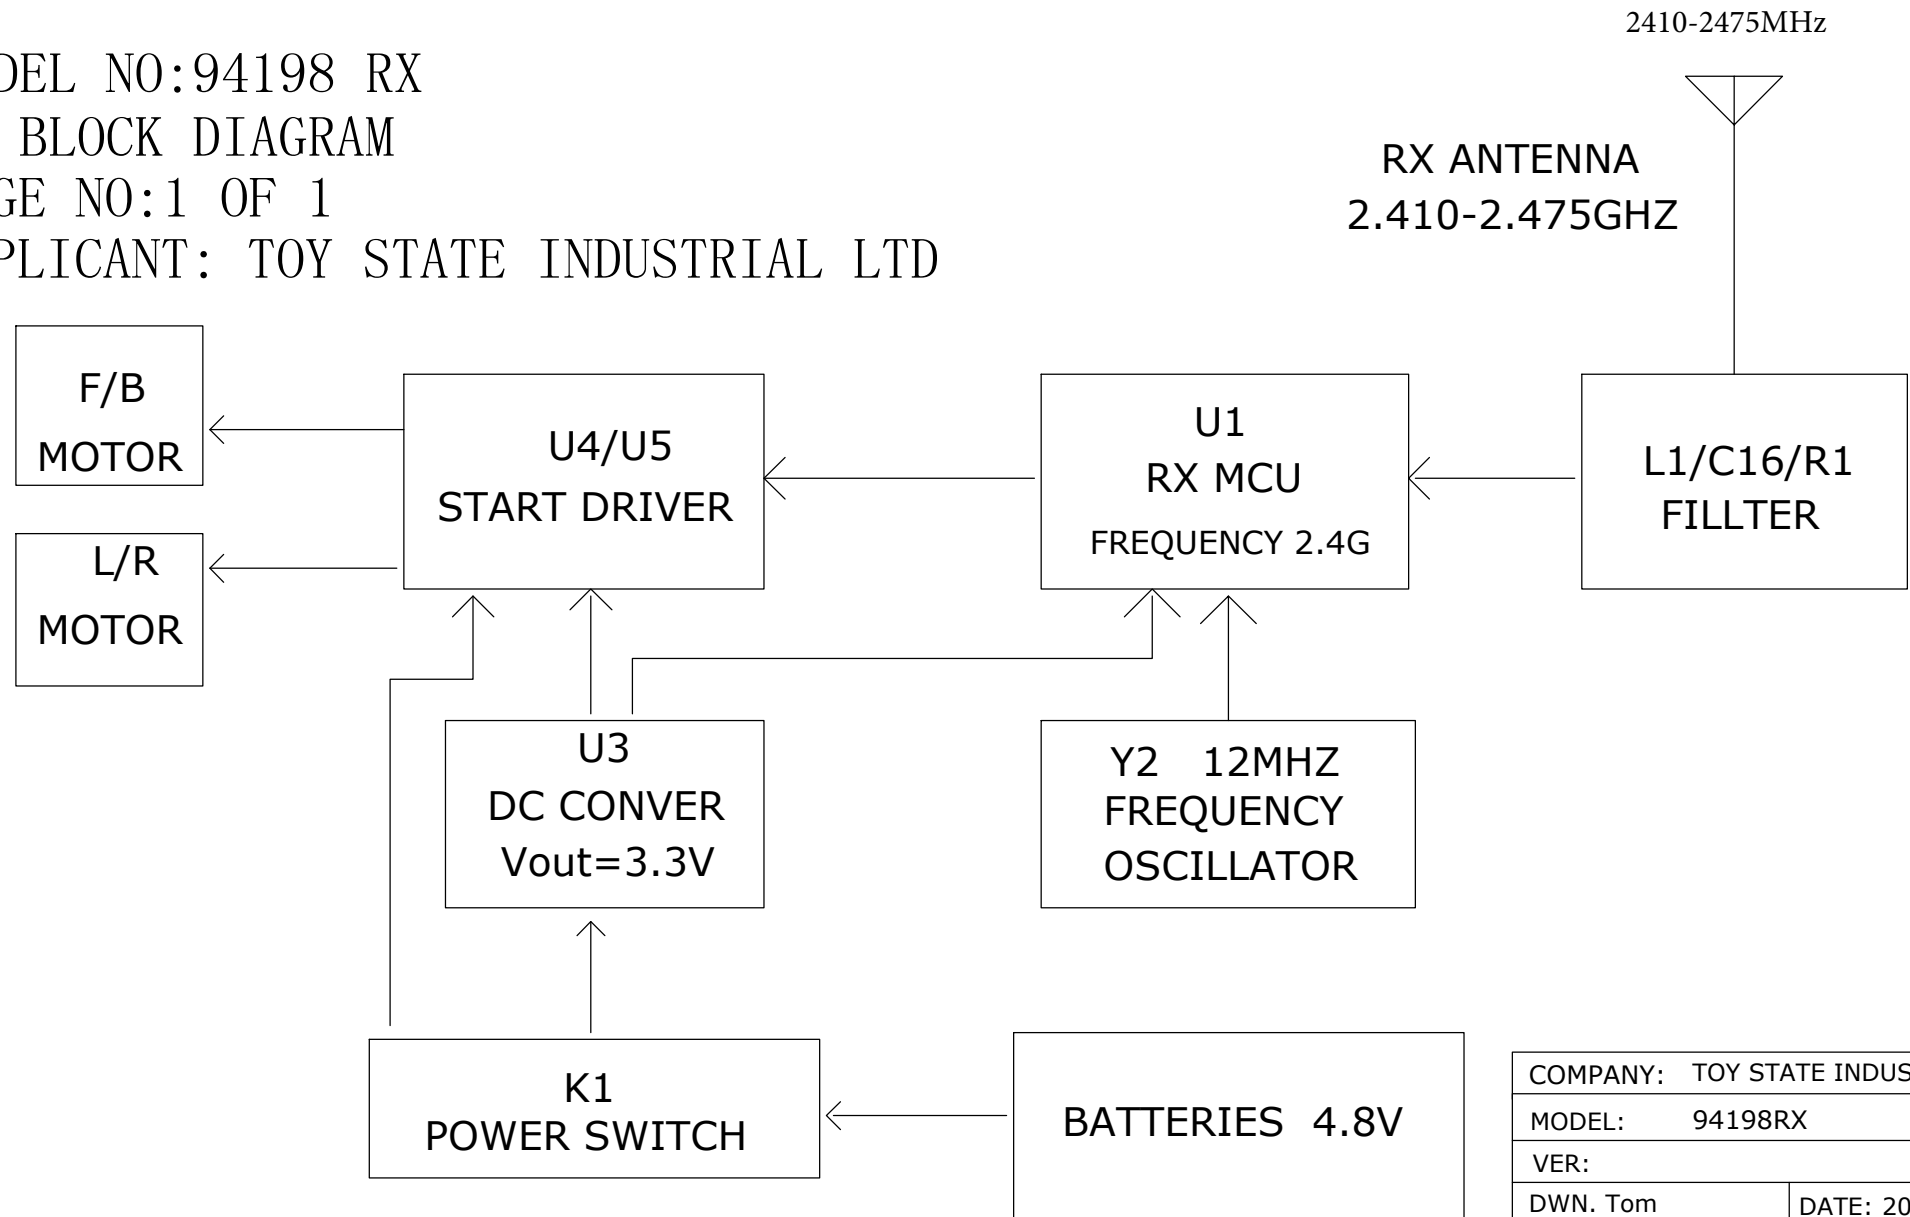 2410-2475MHz
DEL NO:94198 RX
BLOCK DIAGRAM
GE NO:1 OF 1
PLICANT: TOY STATE INDUSTRIAL LTD
RX ANTENNA
2.410-2.475GHZ
F/B
MOTOR
L/R
MOTOR
U4/U5
START DRIVER
U1
RX MCU
FREQUENCY 2.4G
L1/C16/R1
FILLTER
U3
DC CONVER
Vout=3.3V
Y2 12MHZ
FREQUENCY
OSCILLATOR
K1
POWER SWITCH
BATTERIES 4.8V
COMPANY: TOY STATE INDUS
MODEL: 94198RX
VER:
DWN. Tom DATE: 20